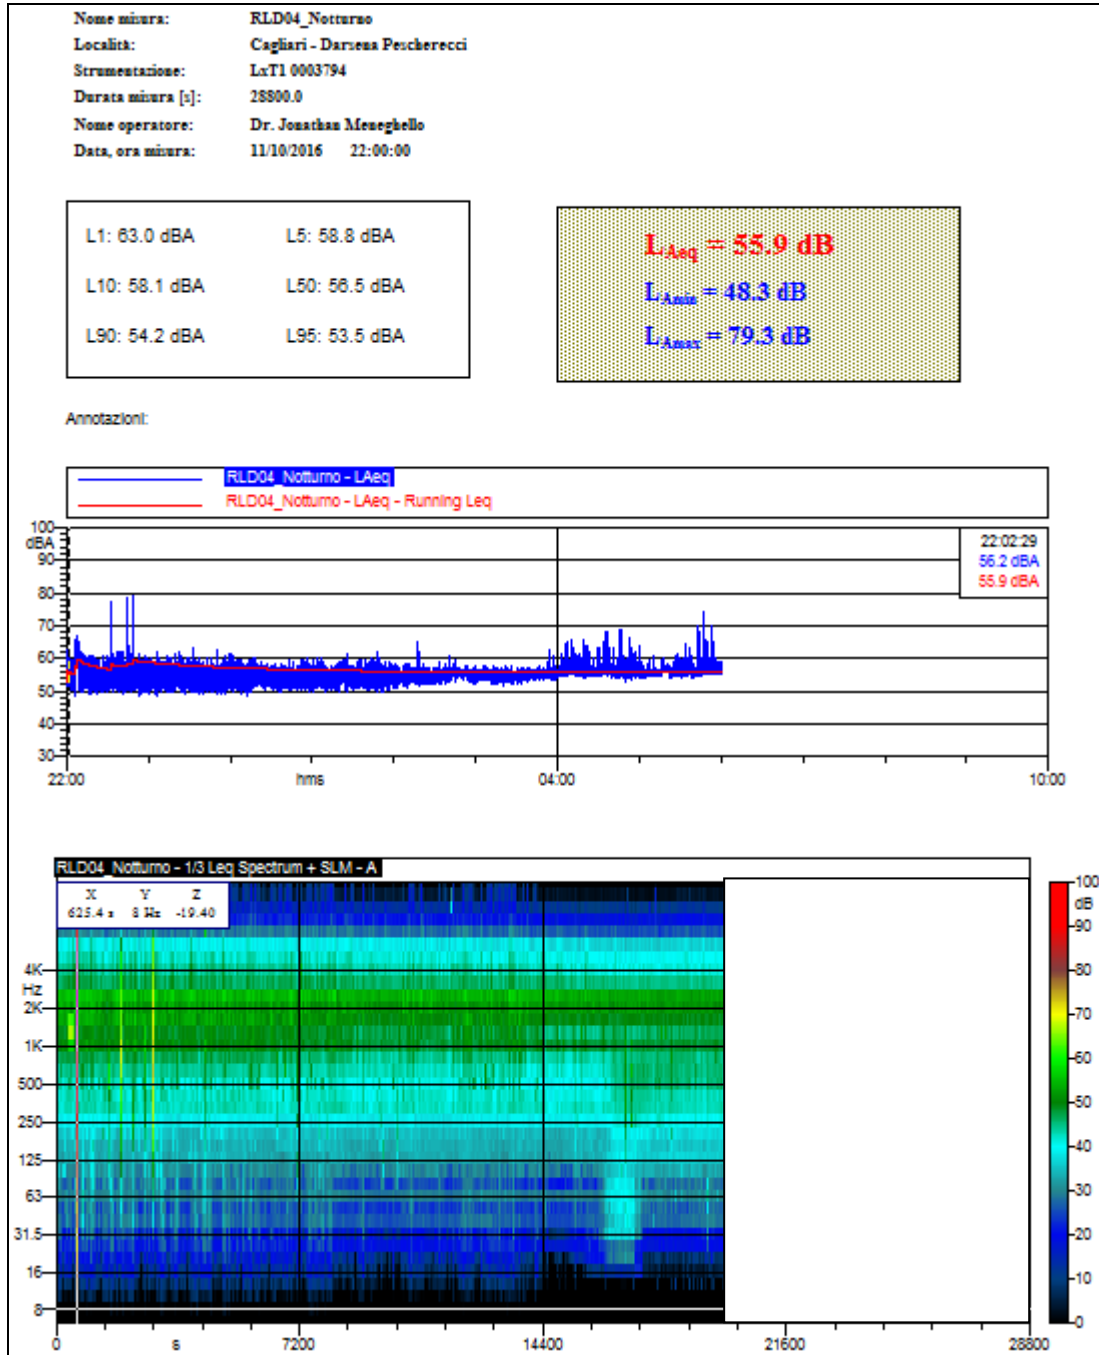 Nome misura: RLD04_Notturno
Località: Cagliari - Darsena Pescherecci
Strumentazione: LxT1 0003794
Durata misura [s]: 28800.0
Nome operatore: Dr. Jonathan Meneghello
Data, ora misura: 11/10/2016 22:00:00
L1: 63.0 dBA L5: 58.8 dBA
L10: 58.1 dBA L50: 56.5 dBA
L90: 54.2 dBA L95: 53.5 dBA
LAeq = 55.9 dB
LAmin = 48.3 dB
LAmax = 79.3 dB
Annotazioni:
RLD04_Notturno - LAeq
RLD04_Notturno - LAeq - Running Leq
100
dBA
90
80
70
60
50
40
30
22:02:29
56.2 dBA
55.9 dBA
22:00 hms 04:00 10:00
RLD04_Notturno - 1/3 Leq Spectrum + SLM - A
X Y Z
625.4 s 8 Hz -19.40
4K
Hz
2K
1K
500
250
125
63
31.5
16
8
0 s 7200 14400 21600 28800
100
dB
90
80
70
60
50
40
30
20
10
0